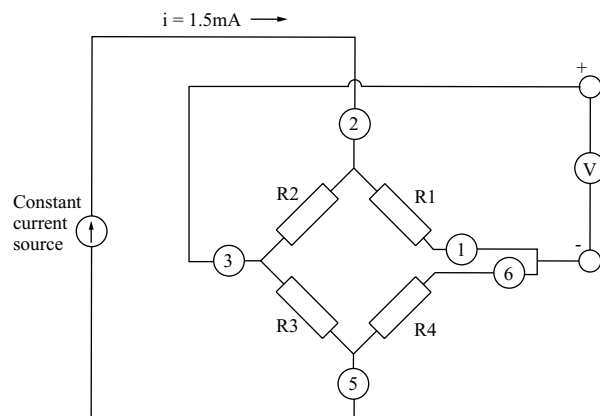 i = 1.5mA
+
2
V
R2
R1
Constant
current
source
1
-
3
6
R3
R4
5